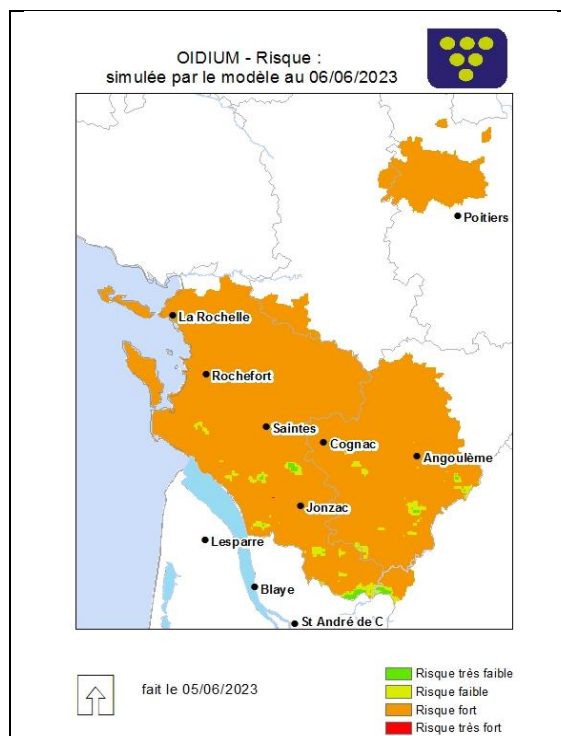 OIDIUM - Risque :
simulée par le modèle au 06/06/2023
Poitiers
La Rochelle
Rochefort
Saintes
Cognac
Angoulème
Jonzac
Lesparre
Blaye
St André de C
fait le 05/06/2023
Risque très faible
Risque faible
Risque fort
Risque très fort